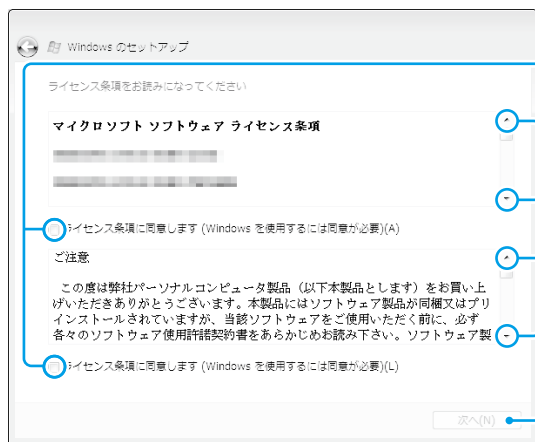 Windows のセットアップ
ライセンス条項をお読みになってください
マイクロソフト ソフトウェア ライセンス条項
ライセンス条項に同意します (Windows を使用するには同意が必要)(A)
ご注意
この度は弊社パーソナルコンピュータ製品（以下本製品とします）をお買い上
げいただきありがとうございます。本製品にはソフトウェア製品が同梱又はプリ
インストールされていますが、当該ソフトウェアをご使用いただく前に、必ず
各々のソフトウェア使用許諾契約書をあらかじめお読み下さい。ソフトウェア製
ライセンス条項に同意します (Windows を使用するには同意が必要)(L)
次へ(N)